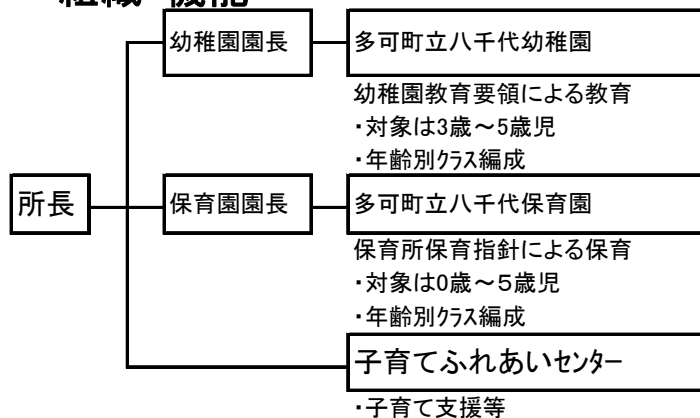 組織・機能
幼稚園園長
多可町立八千代幼稚園
幼稚園教育要領による教育
・対象は3歳～5歳児
・年齢別クラス編成
所長
保育園園長
多可町立八千代保育園
保育所保育指針による保育
・対象は0歳～５歳児
・年齢別クラス編成
子育てふれあいセンター
・子育て支援等